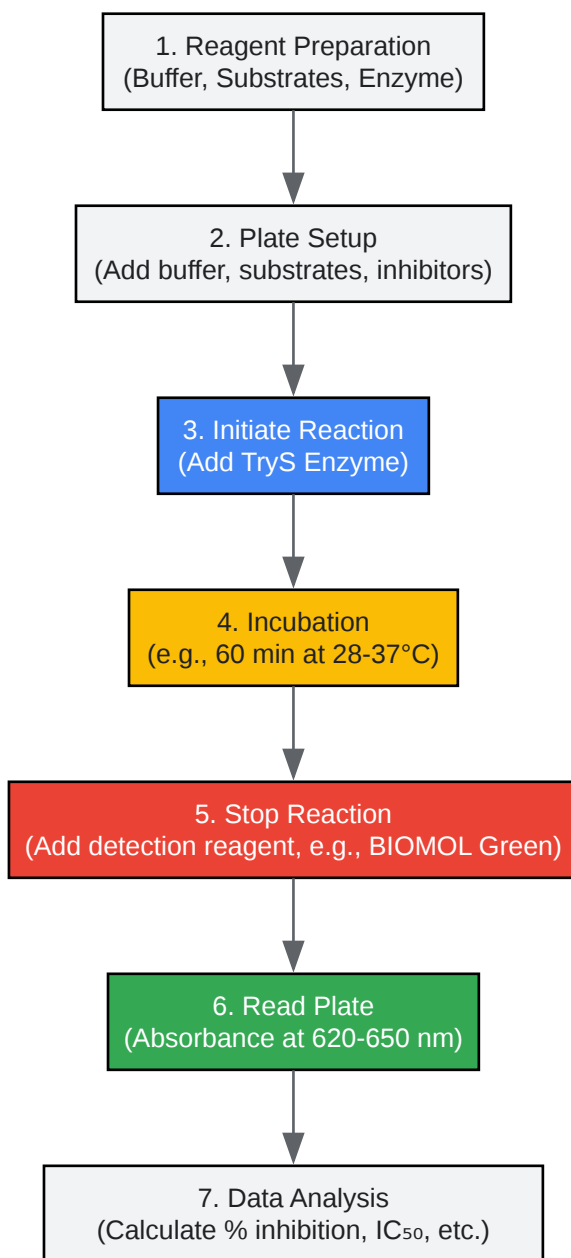 1. Reagent Preparation
(Buffer, Substrates, Enzyme)
2. Plate Setup
(Add buffer, substrates, inhibitors)
3. Initiate Reaction
(Add TryS Enzyme)
4. Incubation
(e.g., 60 min at 28-37°C)
5. Stop Reaction
(Add detection reagent, e.g., BIOMOL Green)
6. Read Plate
(Absorbance at 620-650 nm)
7. Data Analysis
(Calculate % inhibition, IC₅₀, etc.)